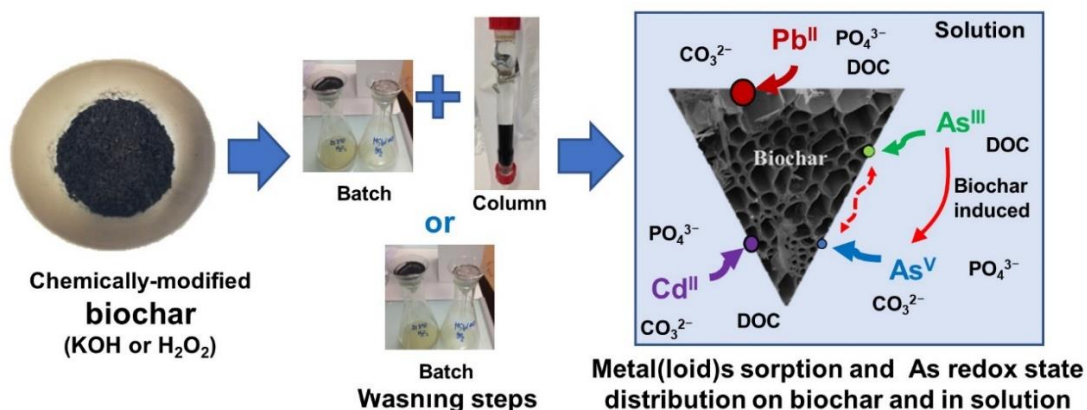 Chemically-modified
biochar
(KOH or H₂O₂)
Batch
Column
or
Batch
Washing steps
Solution
CO₃²⁻
Pbᴵᴵ
PO₄³⁻
DOC
Biochar
Asᴵᴵᴵ
DOC
Biochar
induced
PO₄³⁻
Cdᴵᴵ
Asⱽ
PO₄³⁻
CO₃²⁻
CO₃²⁻
DOC
Metal(loid)s sorption and As redox state
distribution on biochar and in solution